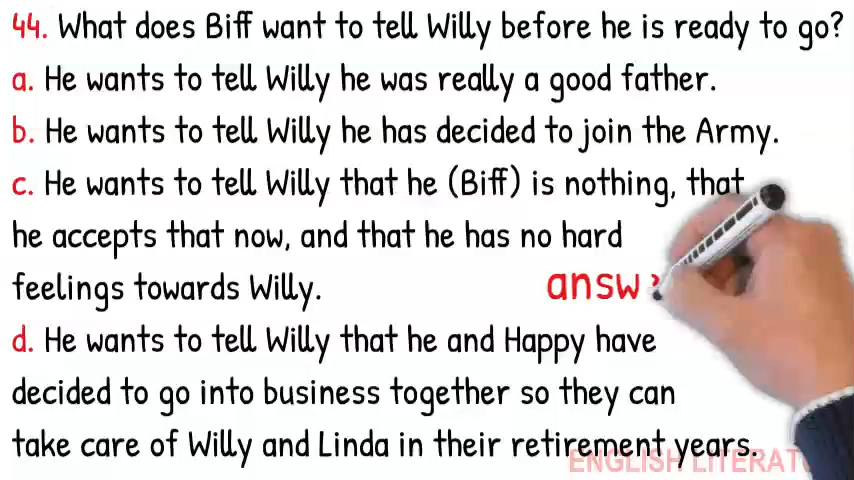 44. What does Biff want to tell Willy before he is ready to go?
a. He wants to tell Willy he was really a good father.
b. He wants to tell Willy he has decided to join the Army.
c. He wants to tell Willy that he (Biff) is nothing, that
he accepts that now, and that he has no hard
feelings towards Willy.
answ
d. He wants to tell Willy that he and Happy have
decided to go into business together so they can
take care of Willy and Linda in their retirement years.
ENGLISH